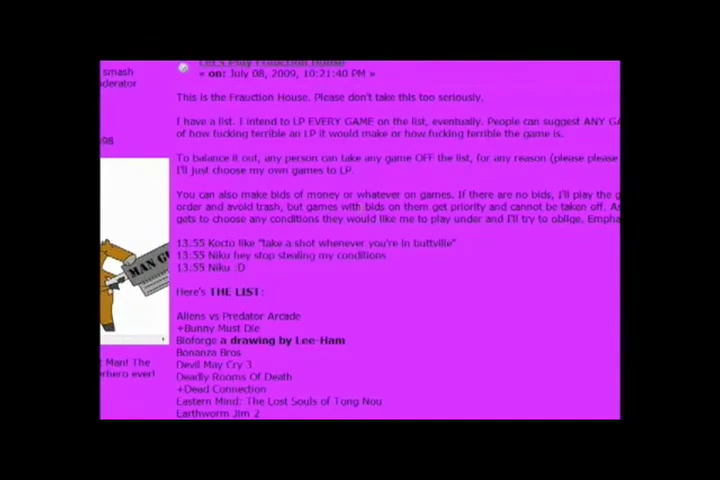 Let's Play Frauction House
smash
« on: July 08, 2009, 10:21:40 PM »
derator
This is the Frauction House. Please don't take this too seriously.
I have a list. I intend to LP EVERY GAME on the list, eventually. People can suggest ANY GA
of how fucking terrible an LP it would make or how fucking terrible the game is.
98
To balance it out, any person can take any game OFF the list, for any reason (please please
I'll just choose my own games to LP.
You can also make bids of money or whatever on games. If there are no bids, I'll play the g
order and avoid trash, but games with bids on them get priority and cannot be taken off. As
gets to choose any conditions they would like me to play under and I'll try to oblige. Empha
13:55 Kocto like "take a shot whenever you're in buttville"
13:55 Niku hey stop stealing my conditions
13:55 Niku :D
MAN GU
Here's THE LIST:
Aliens vs Predator Arcade
+Bunny Must Die
Bioforge a drawing by Lee-Ham
Bonanza Bros
t Man! The
Devil May Cry 3
erhero ever!
Deadly Rooms Of Death
+Dead Connection
Eastern Mind: The Lost Souls of Tong Nou
Earthworm Jim 2